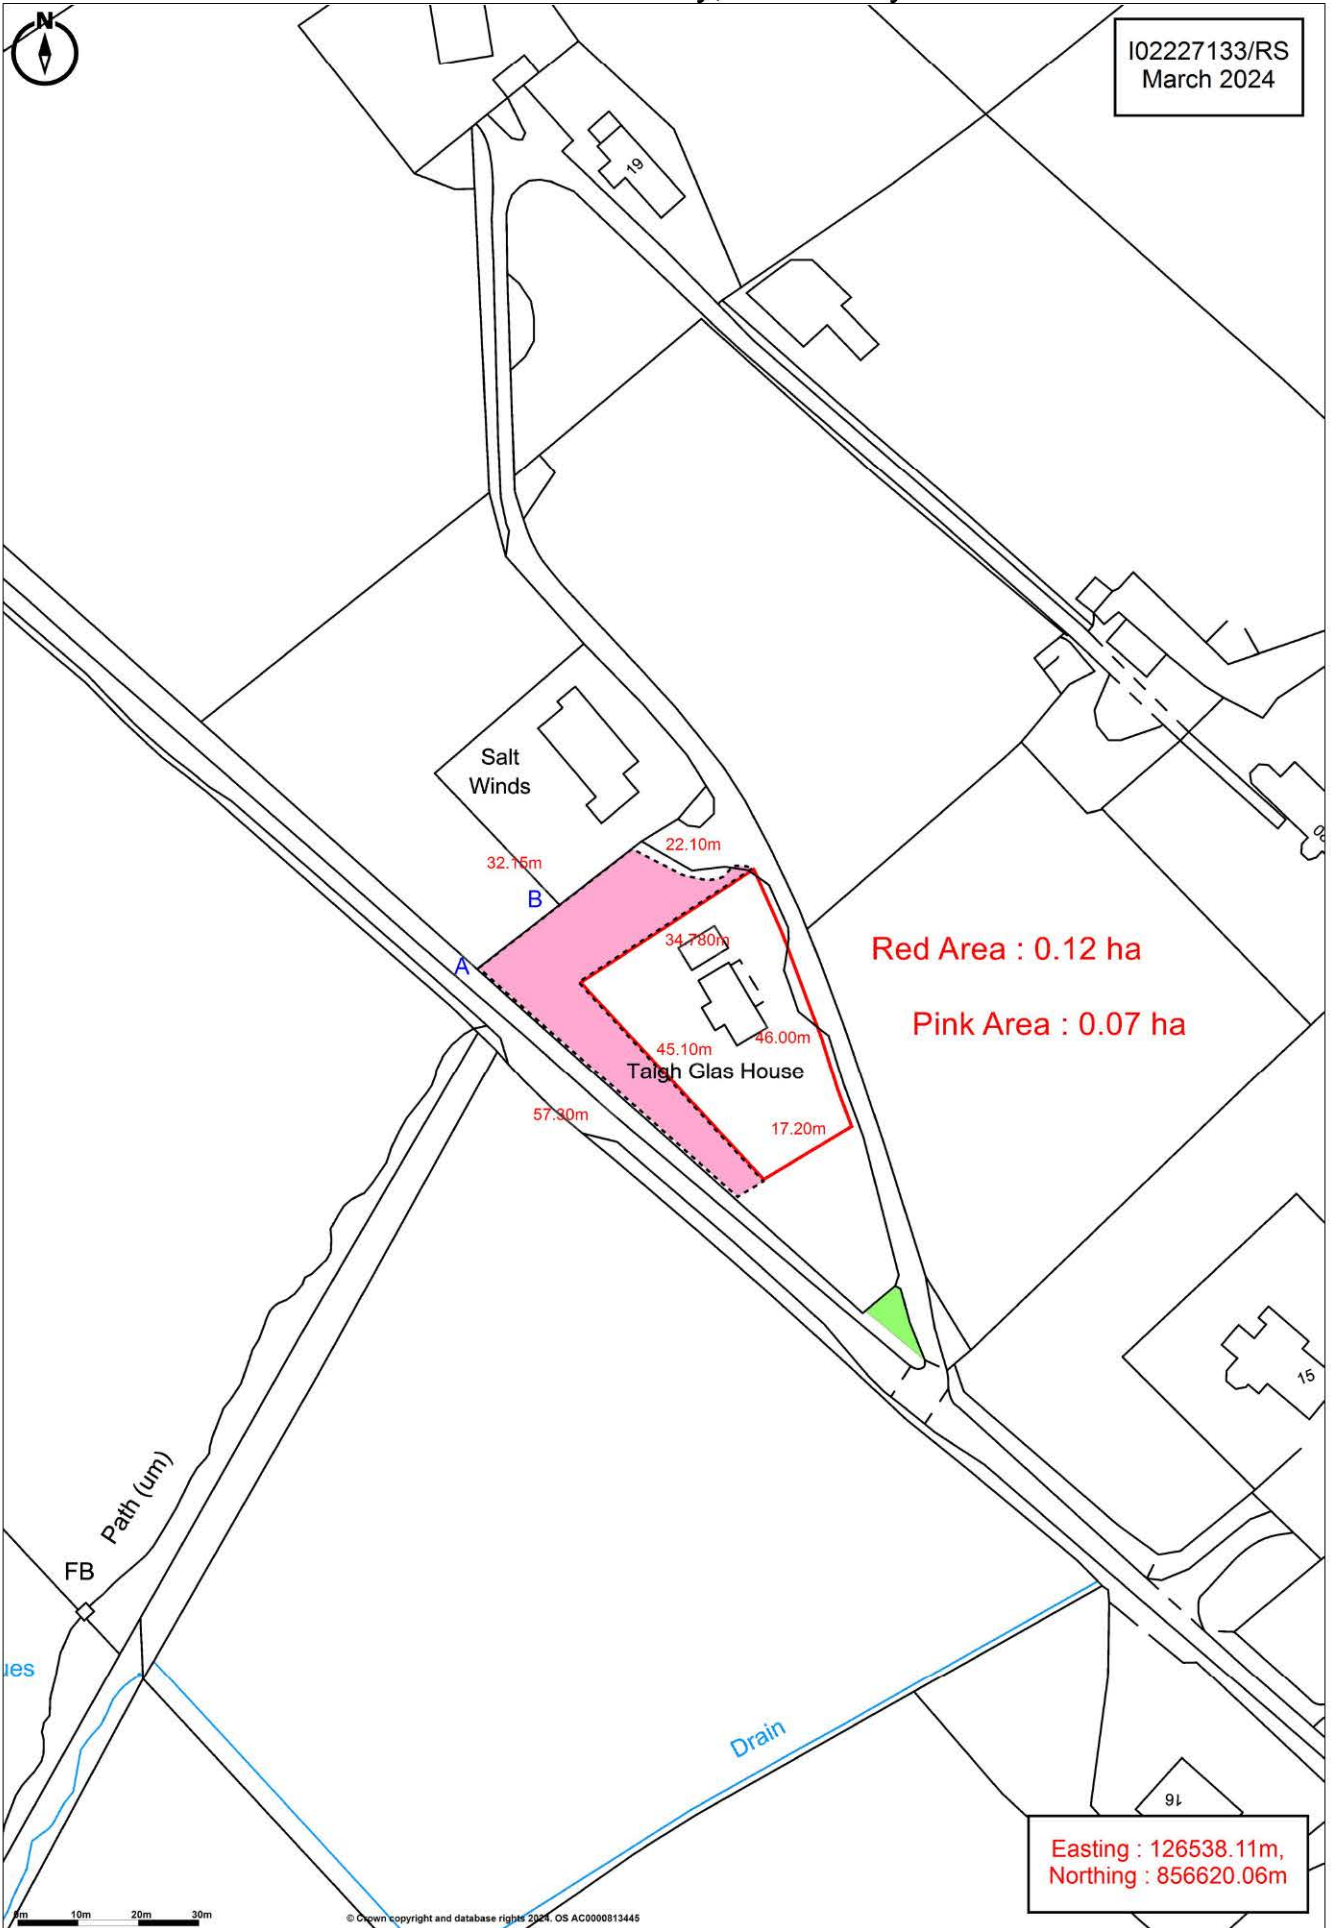 N
I02227133/RS
March 2024
19
Salt
Winds
22.10m
32.15m
B
34.780m
Red Area : 0.12 ha
A
Pink Area : 0.07 ha
46.00m
45.10m
Taigh Glas House
57.30m
17.20m
15
Path (um)
FB
Drain
16
Easting : 126538.11m,
Northing : 856620.06m
0m 10m 20m 30m
© Crown copyright and database rights 2024. OS AC0000813445